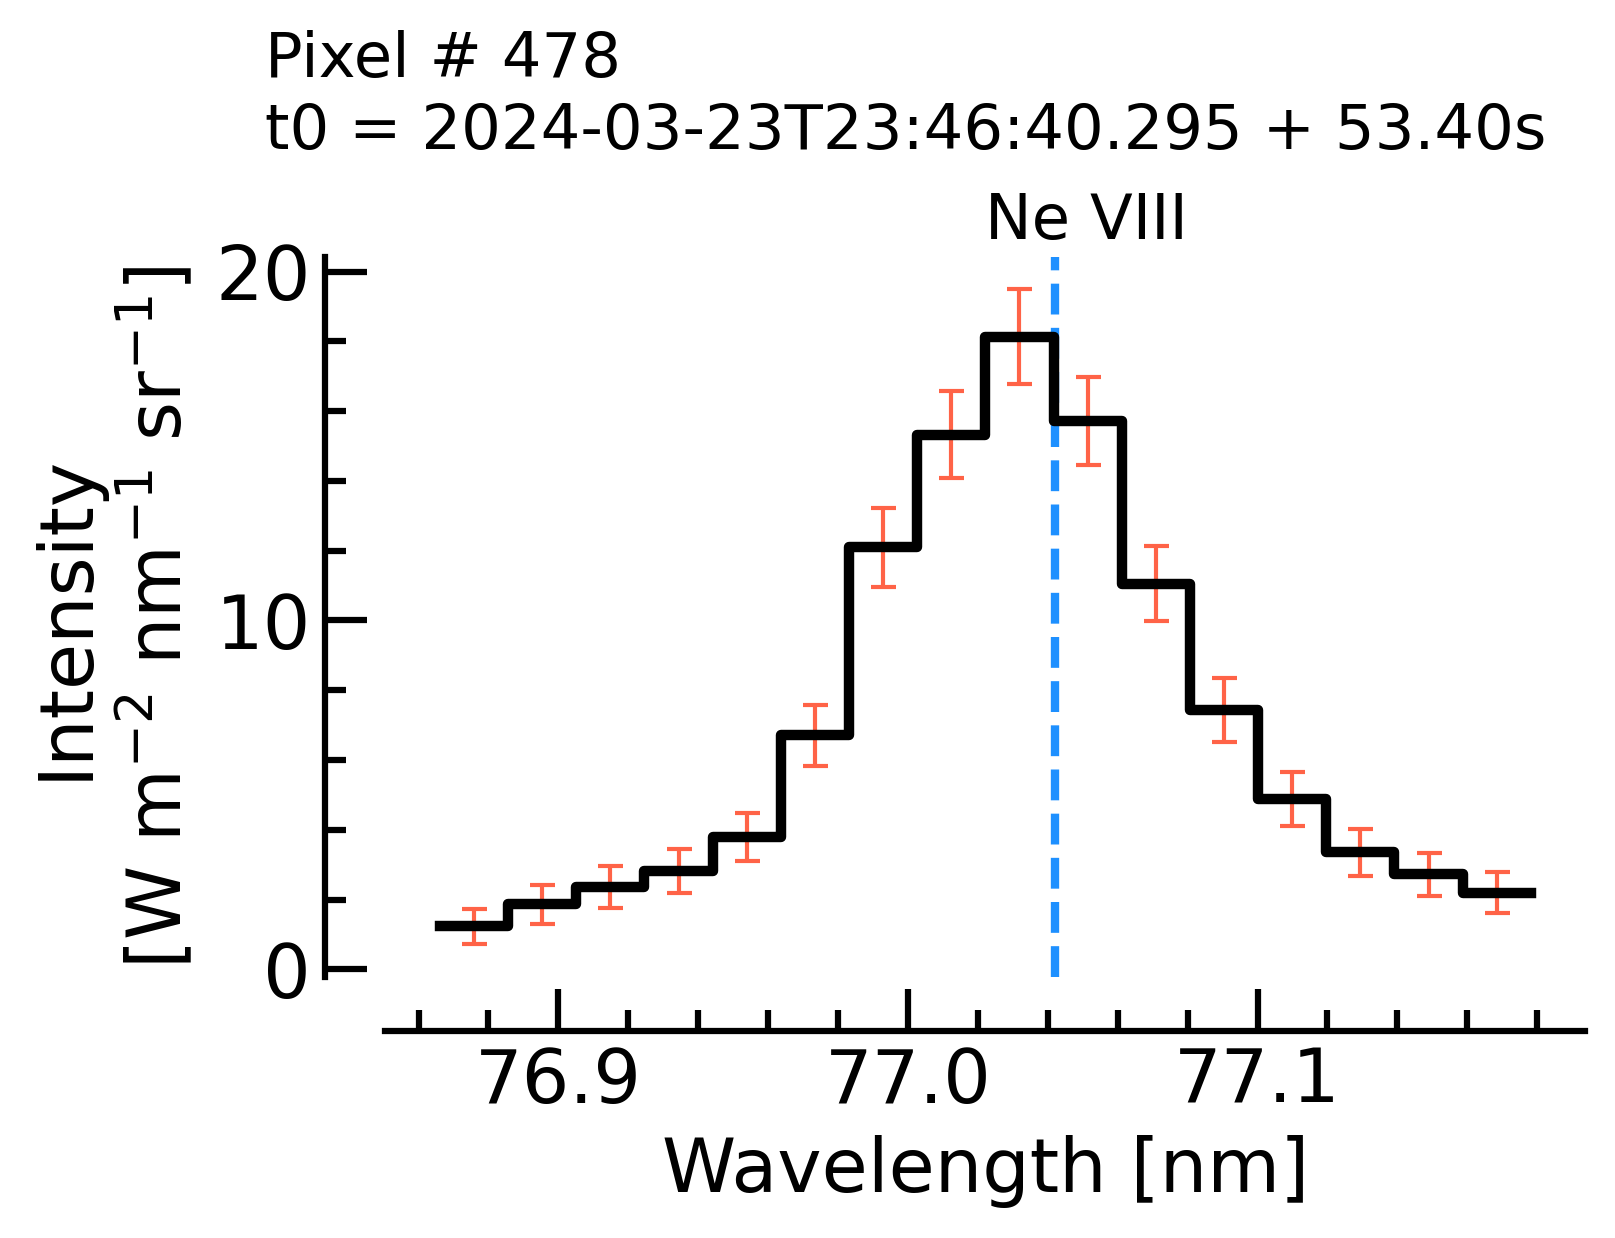 Pixel # 478
t0 = 2024-03-23T23:46:40.295 + 53.40s
Ne VIII
Intensity
[W m⁻² nm⁻¹ sr⁻¹]
20
10
0
76.9 77.0 77.1
Wavelength [nm]